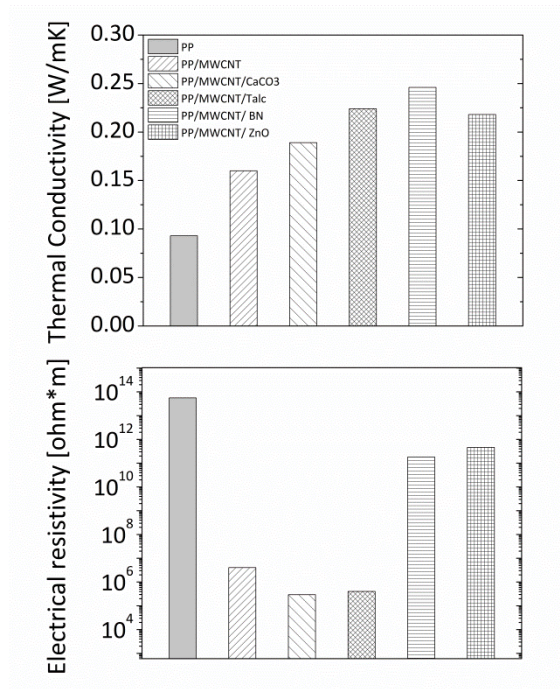 Thermal Conductivity [W/mK]
0.30
0.25
0.20
0.15
0.10
0.05
0.00
PP
PP/MWCNT
PP/MWCNT/CaCO3
PP/MWCNT/Talc
PP/MWCNT/ BN
PP/MWCNT/ ZnO
Electrical resistivity [ohm*m]
10^14
10^12
10^10
10^8
10^6
10^4